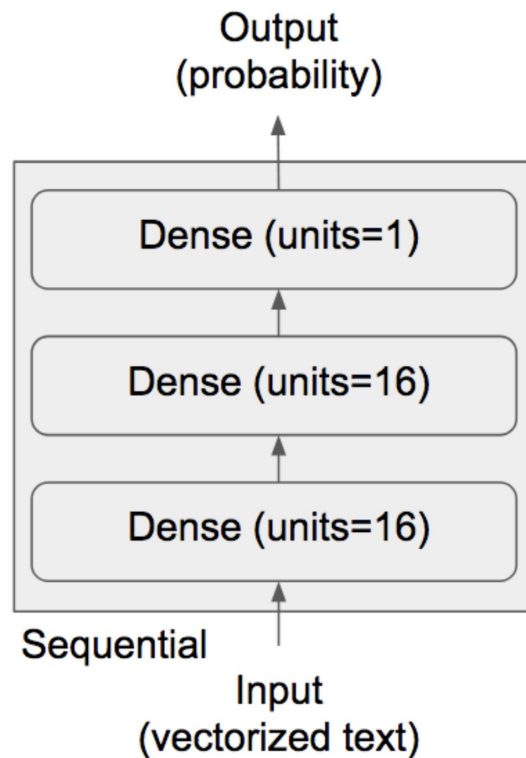 Output
(probability)
Dense (units=1)
Dense (units=16)
Dense (units=16)
Sequential
Input
(vectorized text)